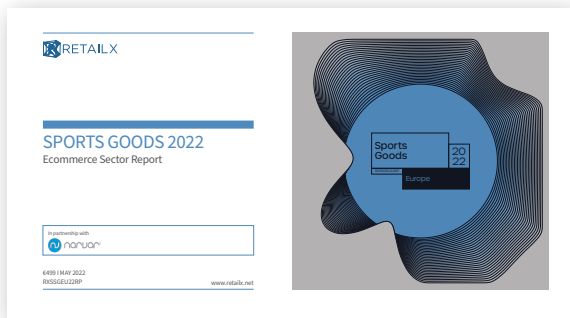 RETAILX
SPORTS GOODS 2022
Ecommerce Sector Report
In partnership with
narvar
€499 I MAY 2022
RXSSGEU22RP
www.retailx.net
Sports
Goods
20
22
Europe